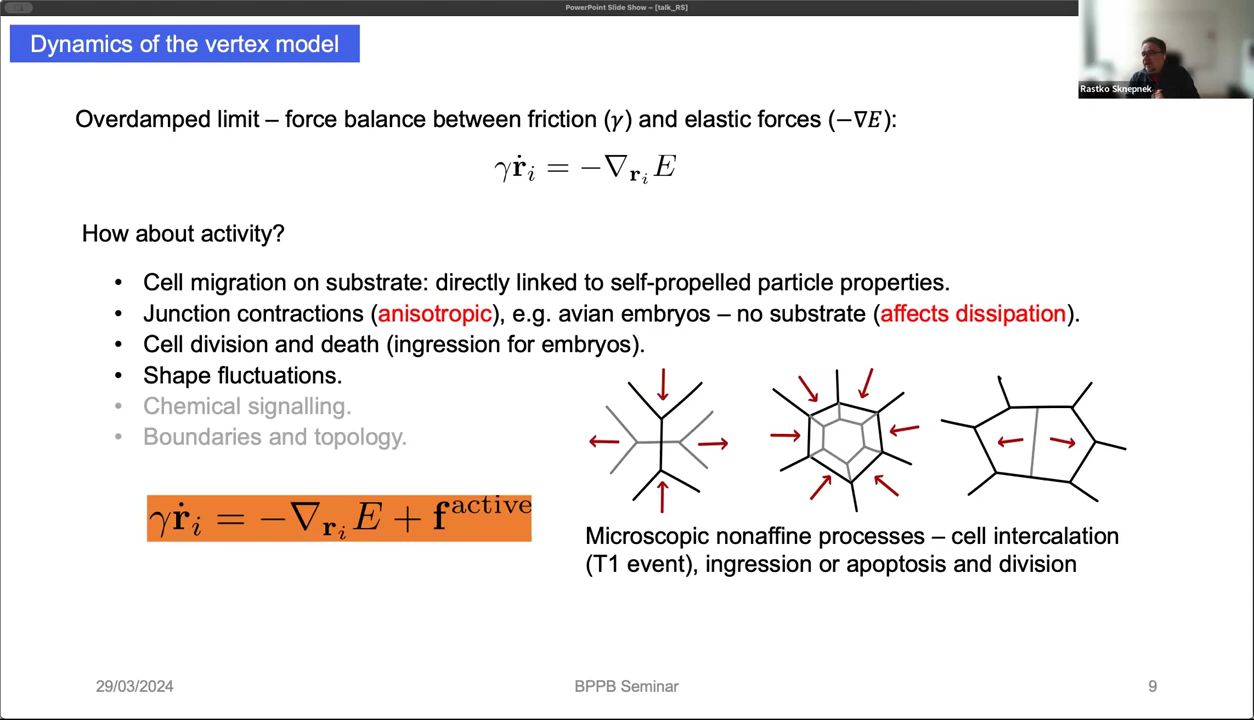 PowerPoint Slide Show – [talk_RS]
Dynamics of the vertex model
Rastko Sknepnek
Overdamped limit – force balance between friction (γ) and elastic forces (−∇E):
γṙᵢ = −∇_{rᵢ} E
How about activity?
• Cell migration on substrate: directly linked to self-propelled particle properties.
• Junction contractions (anisotropic), e.g. avian embryos – no substrate (affects dissipation).
• Cell division and death (ingression for embryos).
• Shape fluctuations.
• Chemical signalling.
• Boundaries and topology.
γṙᵢ = −∇_{rᵢ} E + f^{active}
Microscopic nonaffine processes – cell intercalation
(T1 event), ingression or apoptosis and division
29/03/2024
BPPB Seminar
9